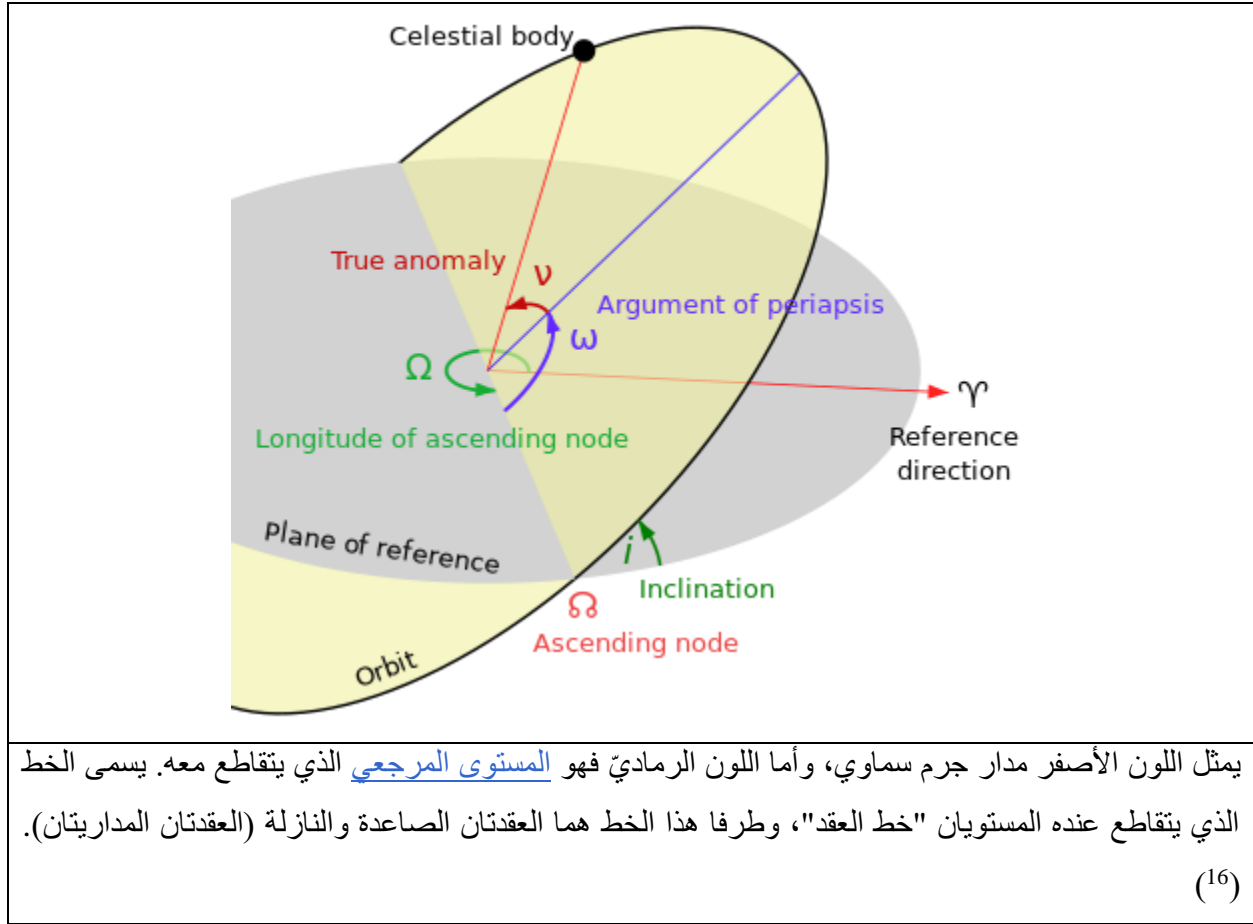 Celestial body
True anomaly
ν
Argument of periapsis
ω
Ω
♈
Longitude of ascending node
Reference
direction
Plane of reference
i
Inclination
☊
Ascending node
Orbit
يمثل اللون الأصفر مدار جرم سماوي، وأما اللون الرماديّ فهو المستوى المرجعي الذي يتقاطع معه. يسمى الخط
الذي يتقاطع عنده المستويان "خط العقد"، وطرفا هذا الخط هما العقدتان الصاعدة والنازلة (العقدتان المداريتان).
(16)